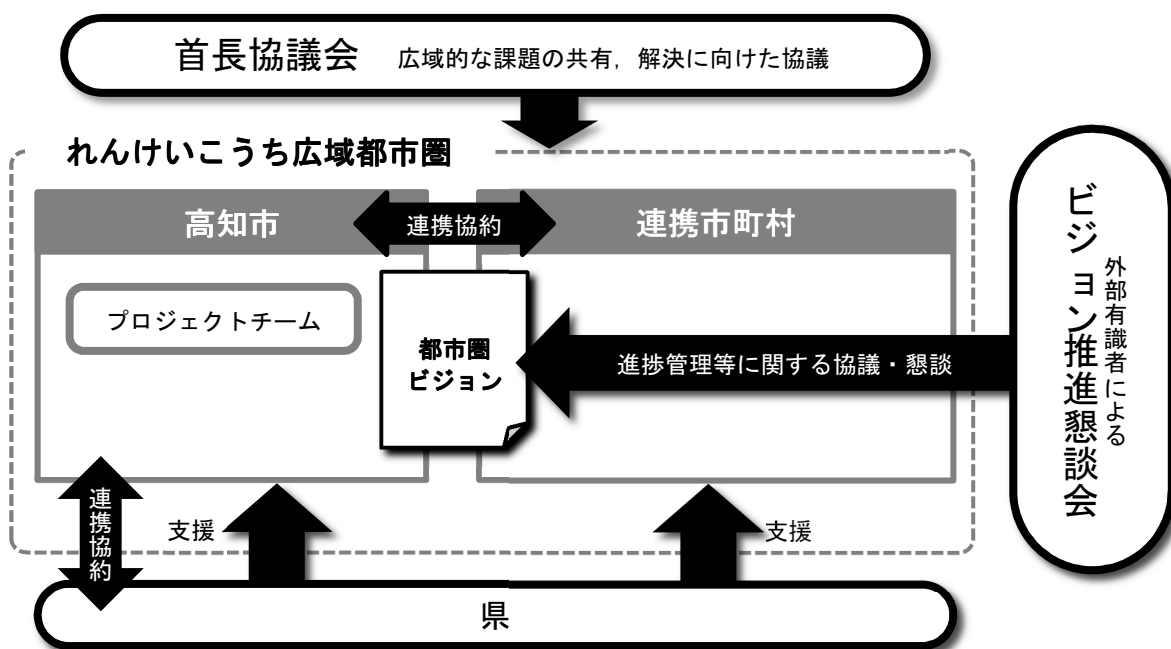 首長協議会 広域的な課題の共有，解決に向けた協議
れんけいこうち広域都市圏
高知市
連携協約
連携市町村
プロジェクトチーム
都市圏
ビジョン
進捗管理等に関する協議・懇談
外部有識者による
ビジョン推進懇談会
連携協約
支援
支援
県